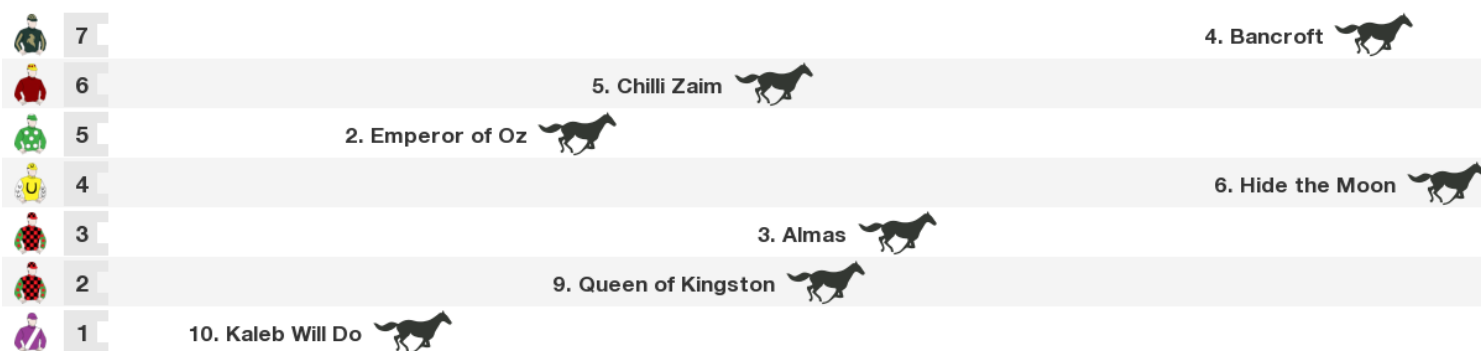 7 4. Bancroft
6 5. Chilli Zaim
5 2. Emperor of Oz
U 4 6. Hide the Moon
3 3. Almas
2 9. Queen of Kingston
1 10. Kaleb Will Do